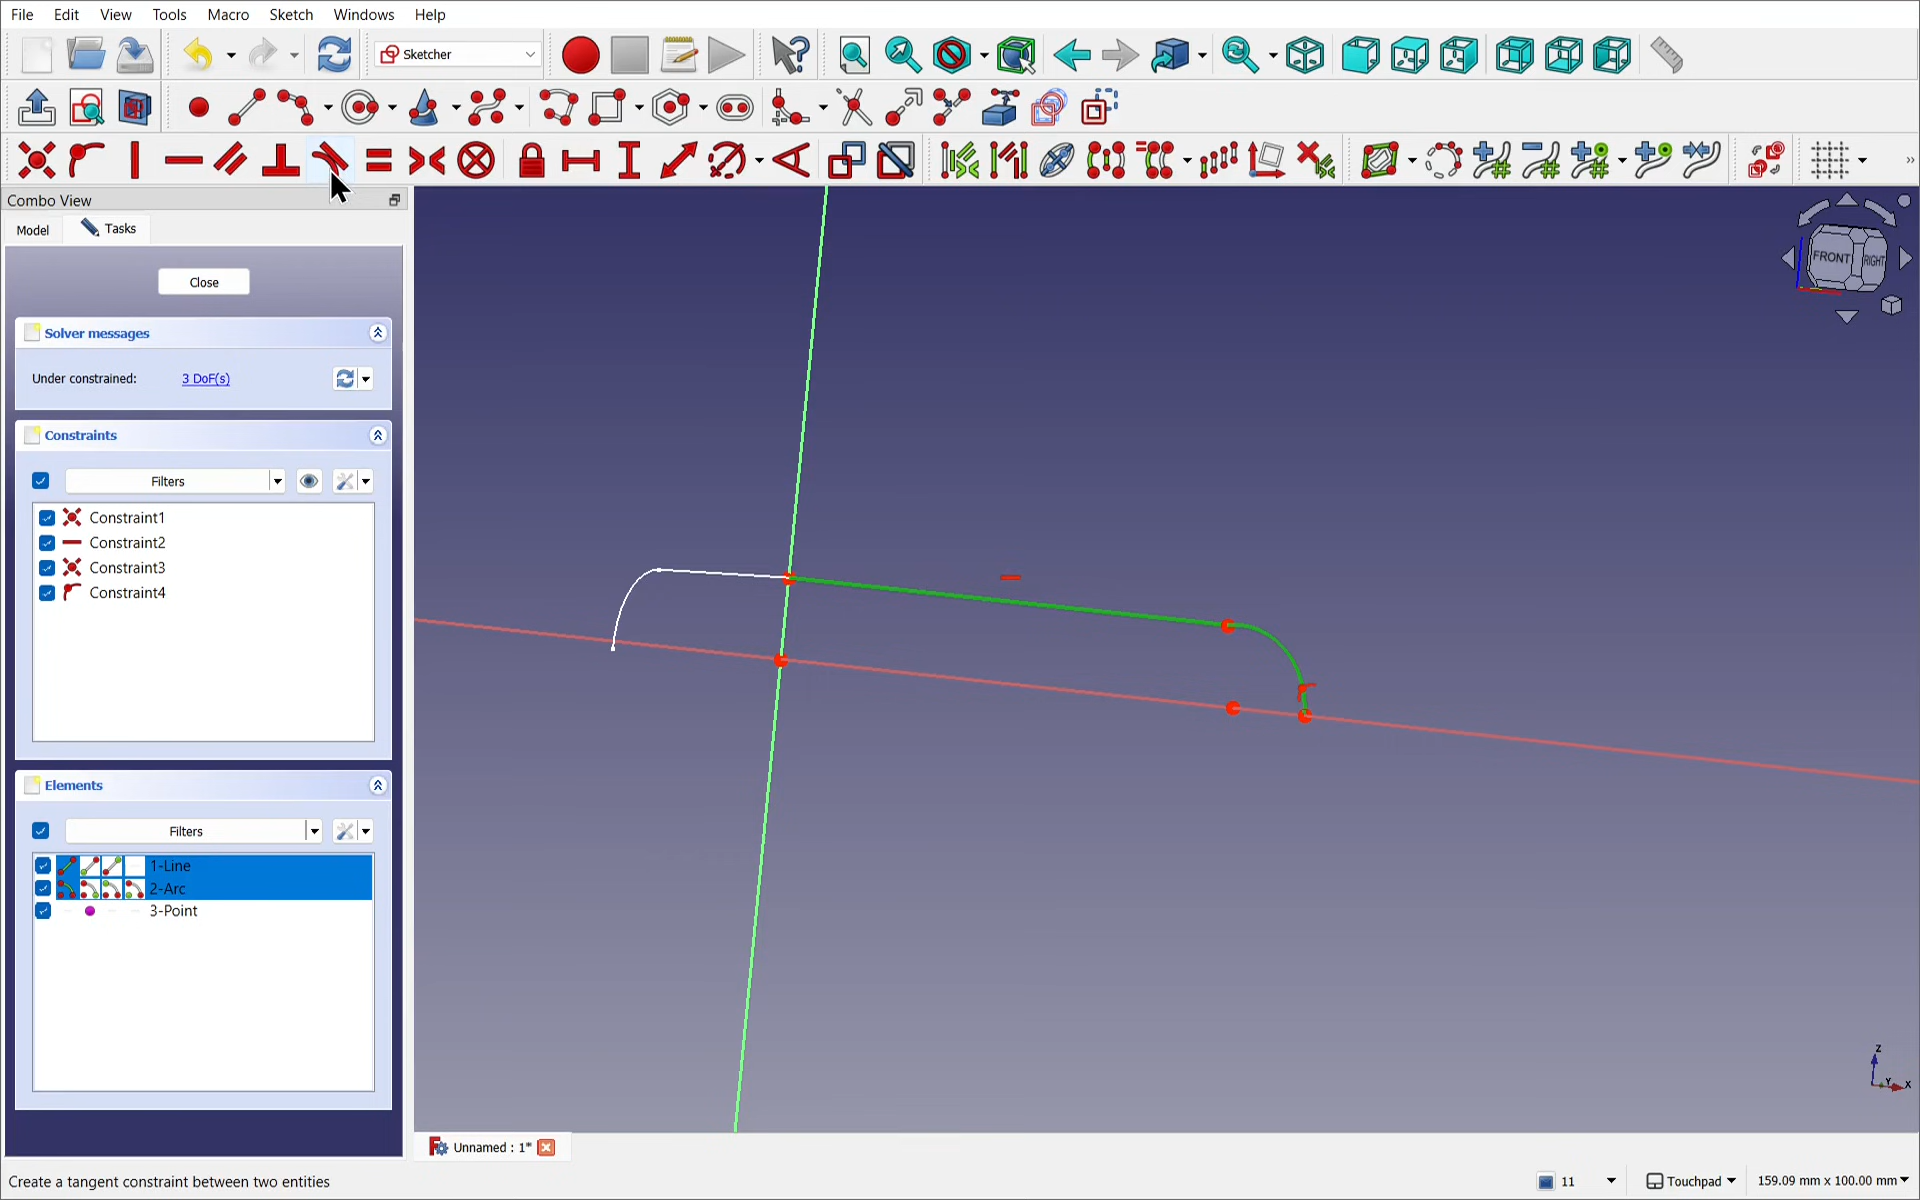 File Edit View Tools Macro Sketch Windows Help
Sketcher
Combo View
Model Tasks
Close
Solver messages
Under constrained: 3 DoF(s)
Constraints
Filters
Constraint1
Constraint2
Constraint3
Constraint4
Elements
Filters
1-Line
2-Arc
3-Point
FRONT RIGHT
Z
Y X
Unnamed : 1*
Create a tangent constraint between two entities
11 Touchpad 159.09 mm x 100.00 mm